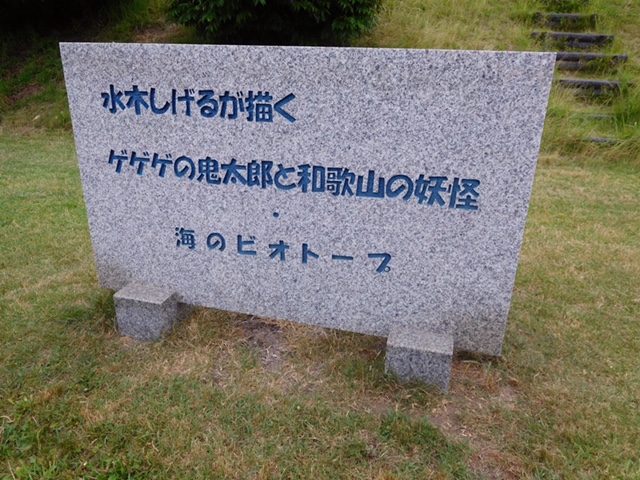 水木しげるが描く
ゲゲゲの鬼太郎と和歌山の妖怪
・
海のビオトープ